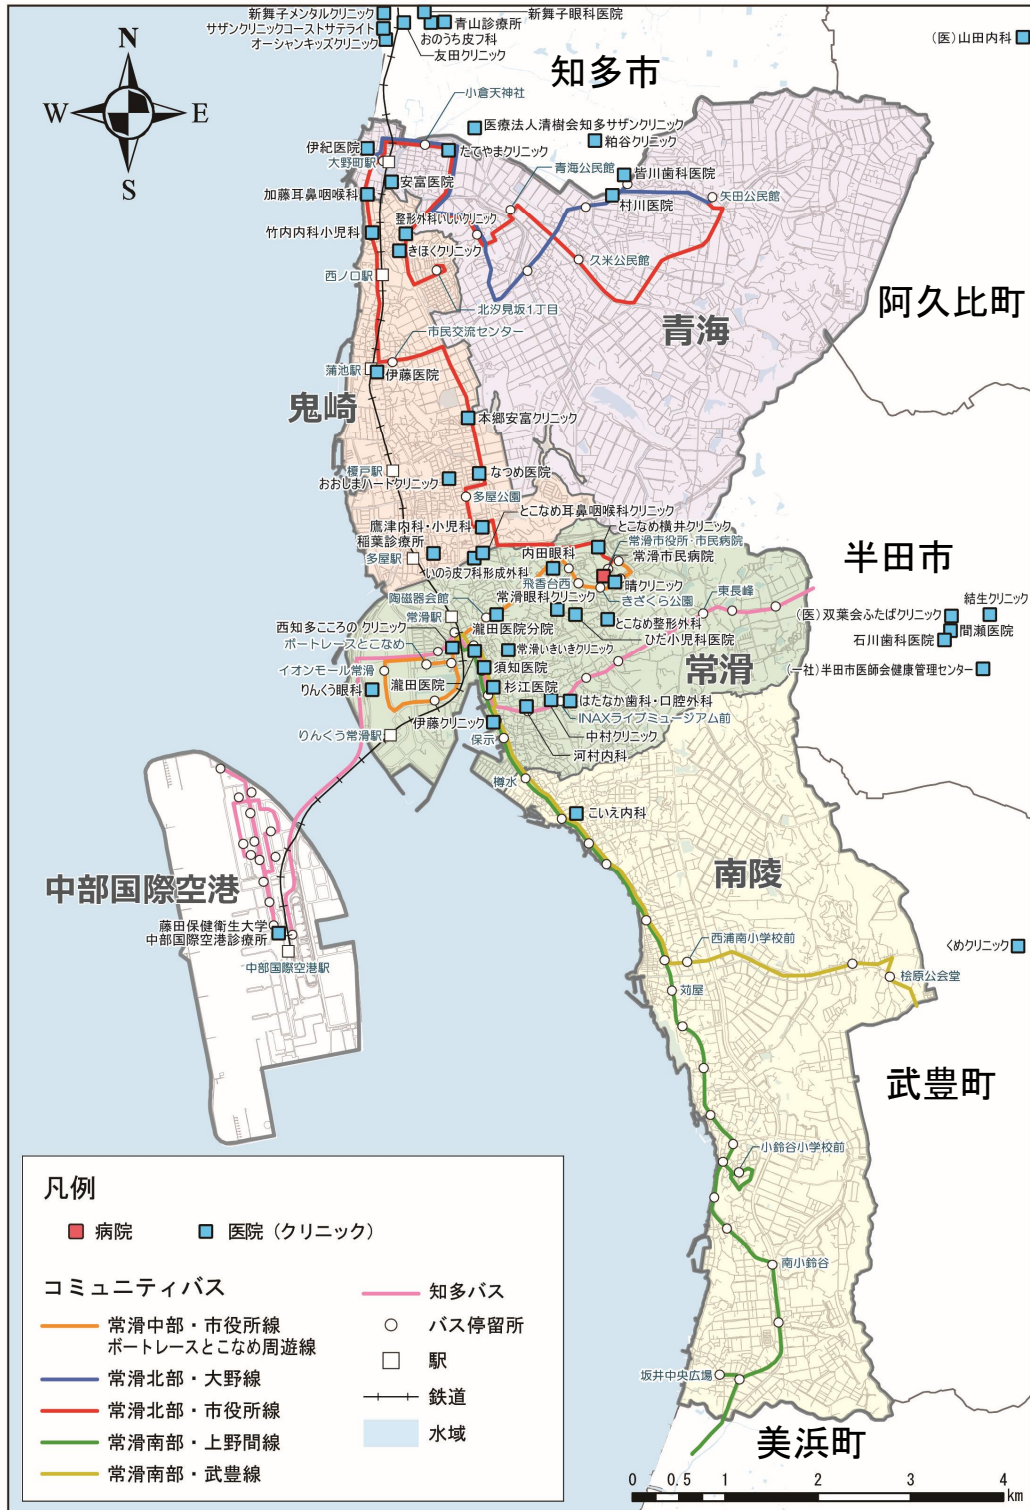 新舞子メンタルクリニック
サザンクリニックコーストサテライト
オーシャンキッズクリニック
新舞子眼科医院
青山診療所
おのうち皮フ科
友田クリニック
(医)山田内科
知多市
N
W
E
S
小倉天神社
医療法人清樹会知多サザンクリニック
粕谷クリニック
伊紀医院
大野町駅
たてやまクリニック
青海公民館
皆川歯科医院
安富医院
加藤耳鼻咽喉科
村川医院
矢田公民館
整形外科いしいクリニック
竹内内科小児科
きほくクリニック
久米公民館
西ノ口駅
北汐見坂1丁目
阿久比町
青海
市民交流センター
蒲池駅
伊藤医院
鬼崎
本郷安富クリニック
榎戸駅
なつめ医院
おおしまハートクリニック
多屋公園
とこなめ耳鼻咽喉科クリニック
鷹津内科・小児科
とこなめ横井クリニック
稲葉診療所
常滑市役所・市民病院
多屋駅
内田眼科
常滑市民病院
半田市
いのう皮フ科形成外科
飛香台西
晴クリニック
きざくら公園
東長峰
結生クリニック
陶磁器会館
常滑眼科クリニック
常滑駅
とこなめ整形外科
(医)双葉会ふたばクリニック
間瀬医院
西知多こころのクリニック
瀧田医院分院
ひだ小児科医院
石川歯科医院
ボートレースとこなめ
常滑いきいきクリニック
常滑
イオンモール常滑
須知医院
(一社)半田市医師会健康管理センター
りんくう眼科
瀧田医院
杉江医院
はたなか歯科・口腔外科
伊藤クリニック
INAXライブミュージアム前
りんくう常滑駅
保示
中村クリニック
河村内科
樽水
こいえ内科
中部国際空港
南陵
藤田保健衛生大学
中部国際空港診療所
中部国際空港駅
西浦南小学校前
くめクリニック
桧原公会堂
苅屋
武豊町
小鈴谷小学校前
南小鈴谷
坂井中央広場
美浜町
凡例
病院
医院(クリニック)
コミュニティバス
常滑中部・市役所線
ボートレースとこなめ周遊線
常滑北部・大野線
常滑北部・市役所線
常滑南部・上野間線
常滑南部・武豊線
知多バス
バス停留所
駅
鉄道
水域
0 0.5 1 2 3 4
km